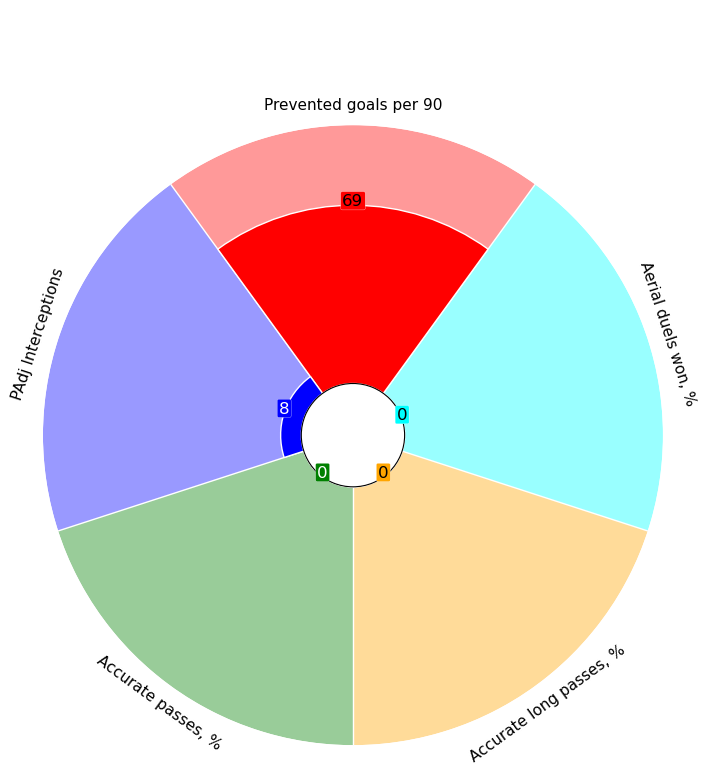 Prevented goals per 90
69
PAdj Interceptions
Aerial duels won, %
8
0
0
0
Accurate passes, %
Accurate long passes, %